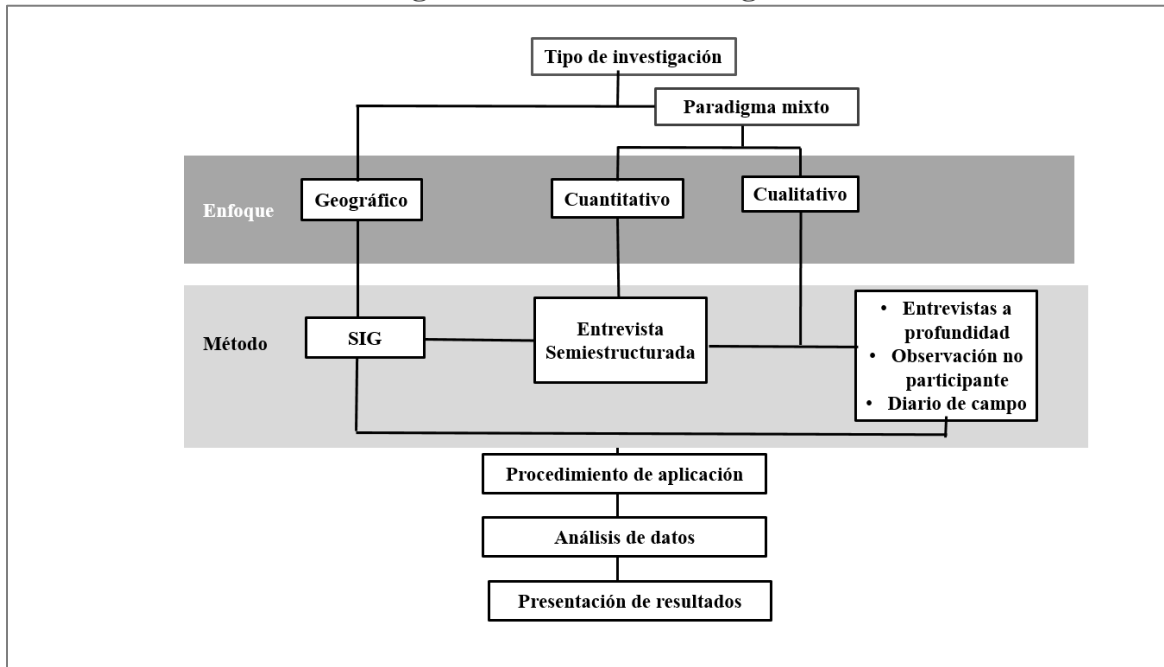 Tipo de investigación
Paradigma mixto
Enfoque
Geográfico
Cuantitativo
Cualitativo
Método
SIG
Entrevista
Semiestructurada
• Entrevistas a
profundidad
• Observación no
participante
• Diario de campo
Procedimiento de aplicación
Análisis de datos
Presentación de resultados